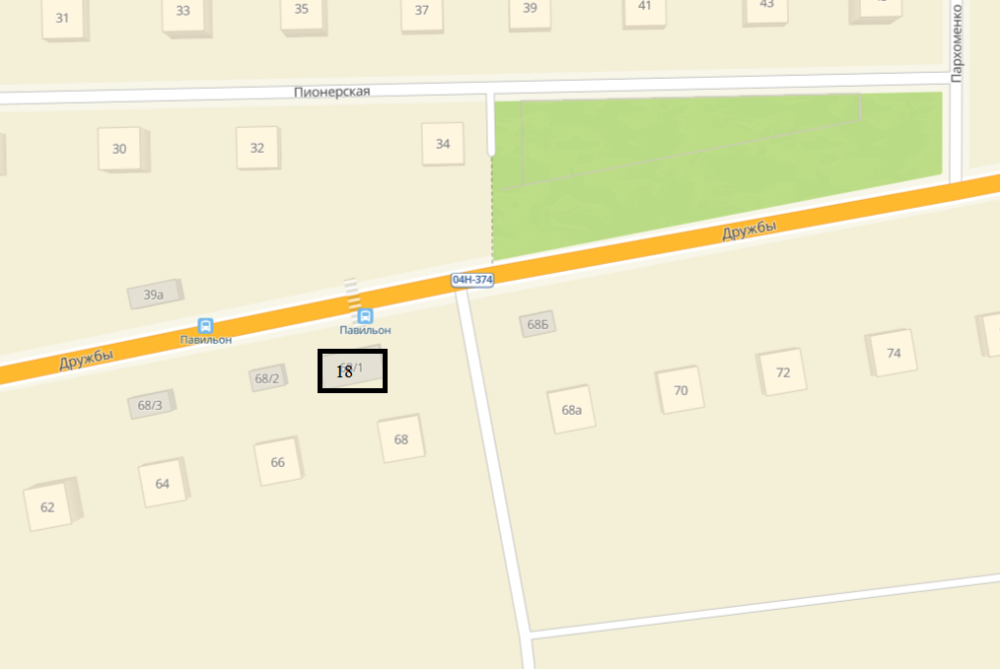 31
33
35
37
39
41
43
Пархоменко
Пионерская
30
32
34
Дружбы
04Н-374
39а
Павильон
Павильон
68Б
Дружбы
68/2
18
68/3
74
72
70
68а
68
66
64
62